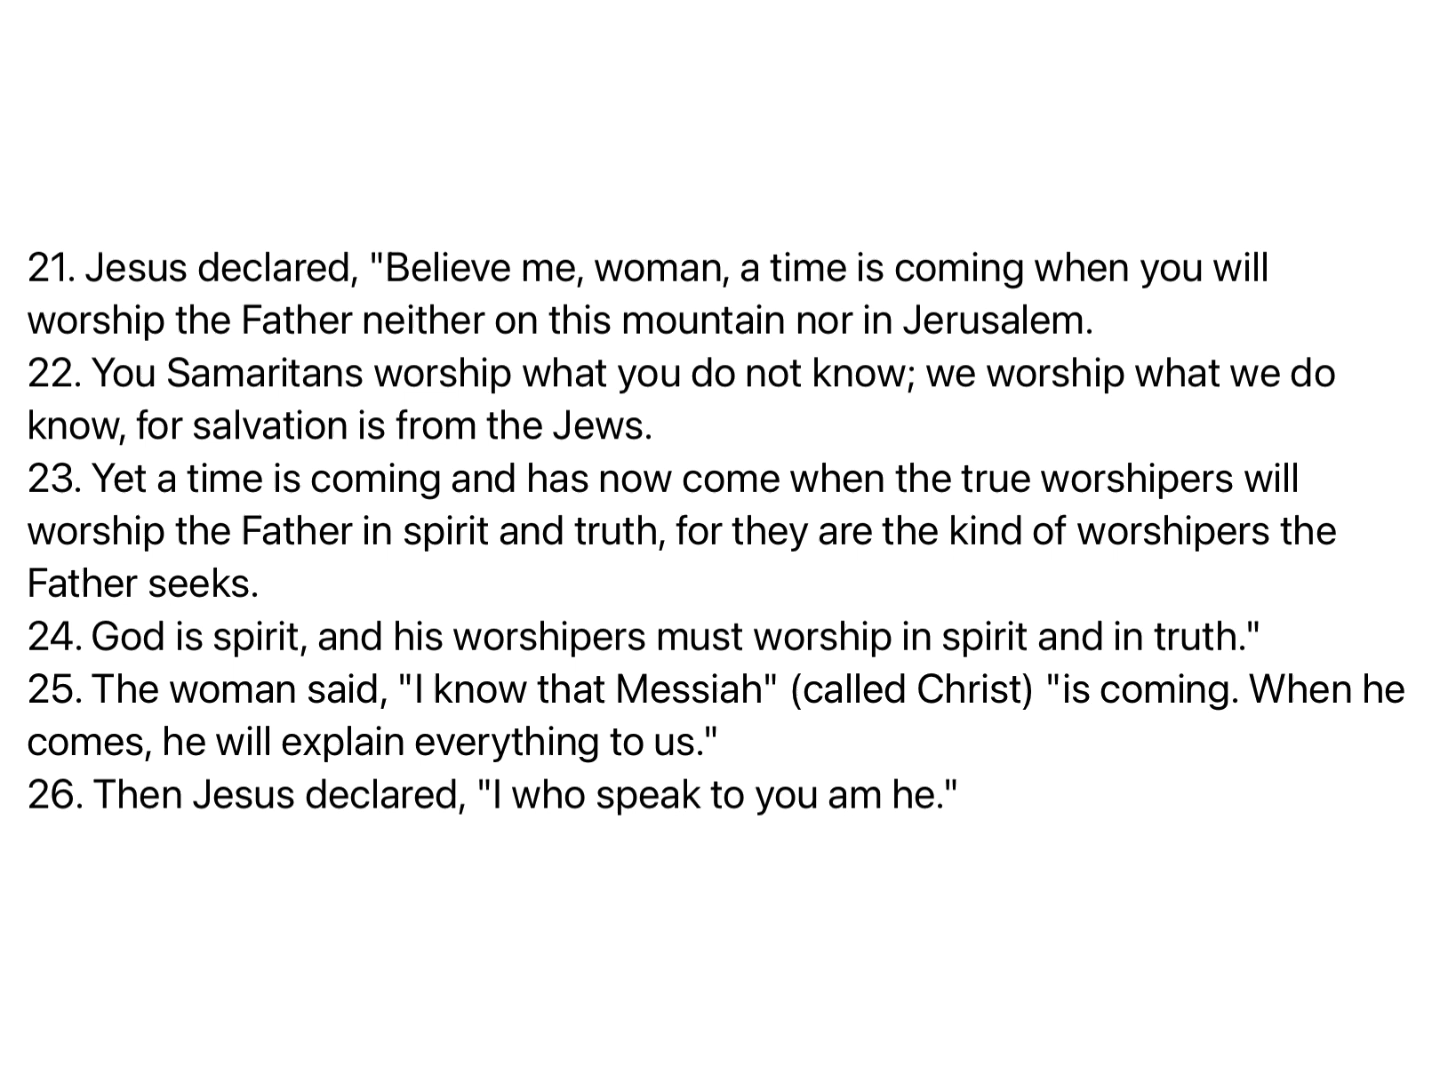 21. Jesus declared, "Believe me, woman, a time is coming when you will
worship the Father neither on this mountain nor in Jerusalem.
22. You Samaritans worship what you do not know; we worship what we do
know, for salvation is from the Jews.
23. Yet a time is coming and has now come when the true worshipers will
worship the Father in spirit and truth, for they are the kind of worshipers the
Father seeks.
24. God is spirit, and his worshipers must worship in spirit and in truth."
25. The woman said, "I know that Messiah" (called Christ) "is coming. When he
comes, he will explain everything to us."
26. Then Jesus declared, "I who speak to you am he."